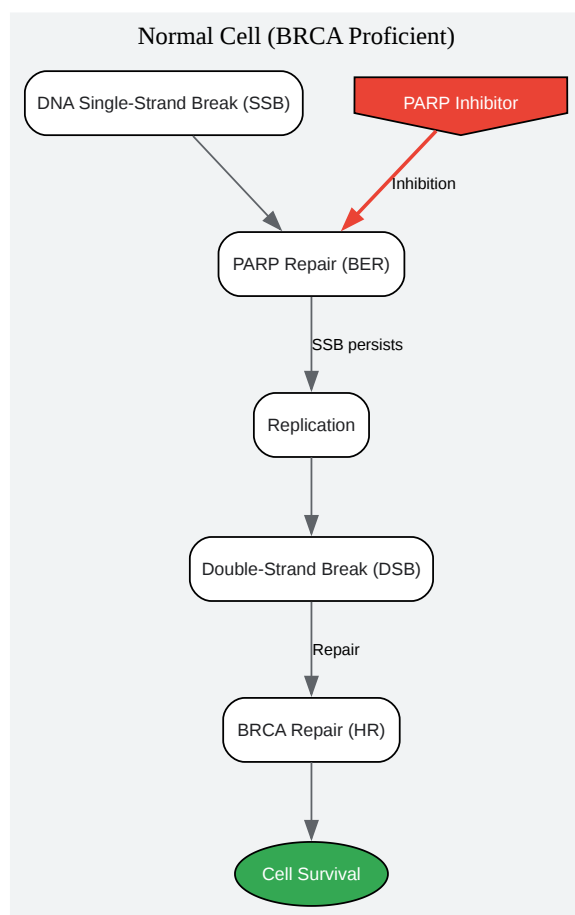 Normal Cell (BRCA Proficient)
DNA Single-Strand Break (SSB)
PARP Inhibitor
Inhibition
PARP Repair (BER)
SSB persists
Replication
Double-Strand Break (DSB)
Repair
BRCA Repair (HR)
Cell Survival